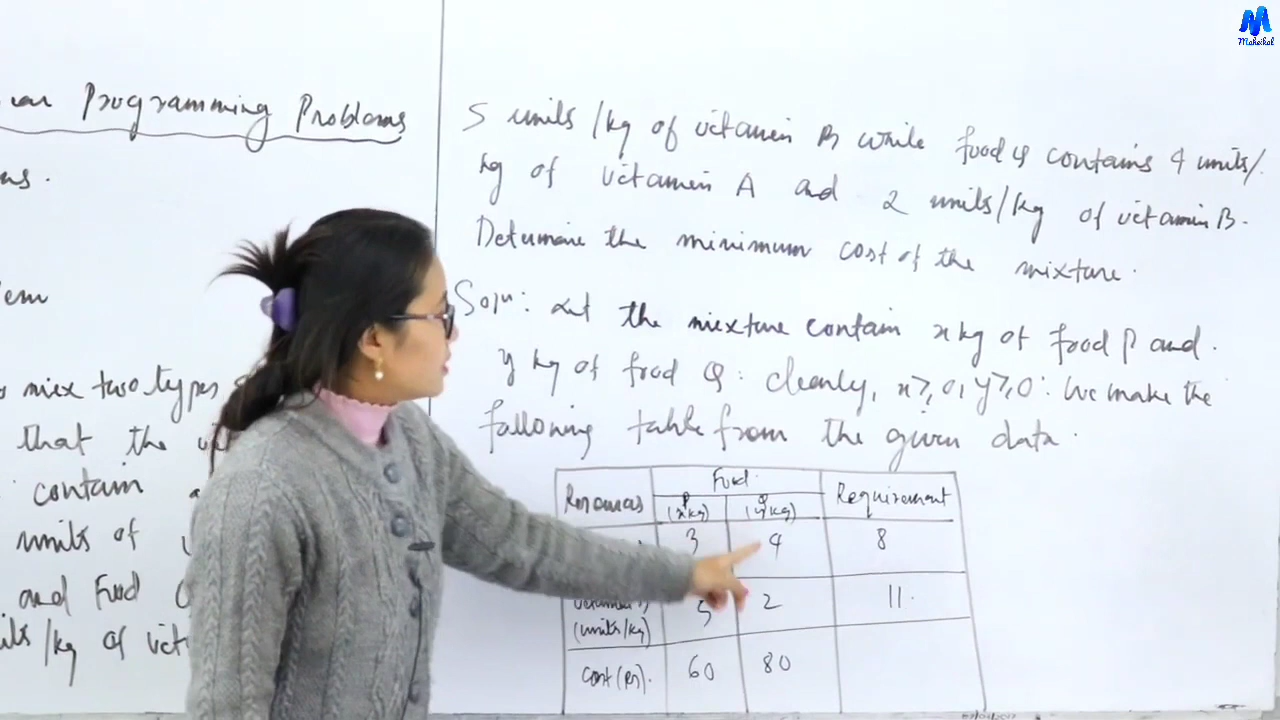 Programming Problems
5 units/kg of vitamin B while food Q contains 4 units/
kg of vitamin A and 2 units/kg of vitamin B.
Determine the minimum cost of the mixture.
Soln: Let the mixture contain x kg of food P and
y kg of food Q. Clearly, x≥0, y≥0. We make the
following table from the given data.
mix two types
that the
contain
units of
and Food
/kg of
Food
Requirement
P Q
(x kg) (y kg)
3 4 8
5 2 11.
(units/kg)
Cost (Rs). 60 80
Maheikol